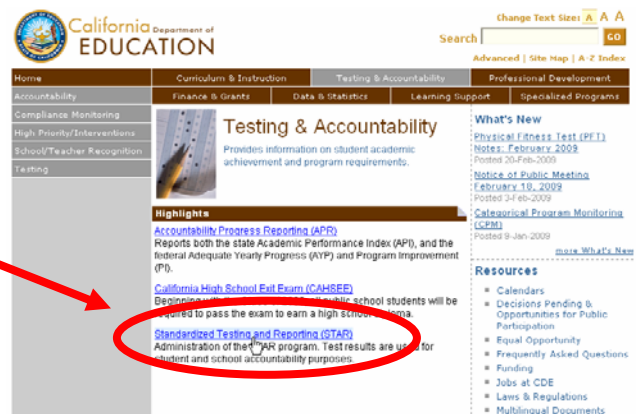 California Department of
EDUCATION
Change Text Size: A A A
Search GO
Advanced | Site Map | A-Z Index
Home
Curriculum & Instruction
Testing & Accountability
Professional Development
Finance & Grants
Data & Statistics
Learning Support
Specialized Programs
Accountability
Compliance Monitoring
High Priority/Interventions
School/Teacher Recognition
Testing
Testing & Accountability
Provides information on student academic
achievement and program requirements.
Highlights
Accountability Progress Reporting (APR)
Reports both the state Academic Performance Index (API), and the
federal Adequate Yearly Progress (AYP) and Program Improvement
(PI).
California High School Exit Exam (CAHSEE)
Beginning with the public school students will be
required to pass the exam to earn a high school diploma.
Standardized Testing and Reporting (STAR)
Administration of the STAR program. Test results are used for
student and school accountability purposes.
What's New
Physical Fitness Test (PFT)
Notes: February 2009
Posted 20-Feb-2009
Notice of Public Meeting
February 18, 2009
Posted 3-Feb-2009
Categorical Program Monitoring
(CPM)
Posted 9-Jan-2009
more What's New
Resources
Calendars
Decisions Pending &
Opportunities for Public
Participation
Equal Opportunity
Frequently Asked Questions
Funding
Jobs at CDE
Laws & Regulations
Multilingual Documents